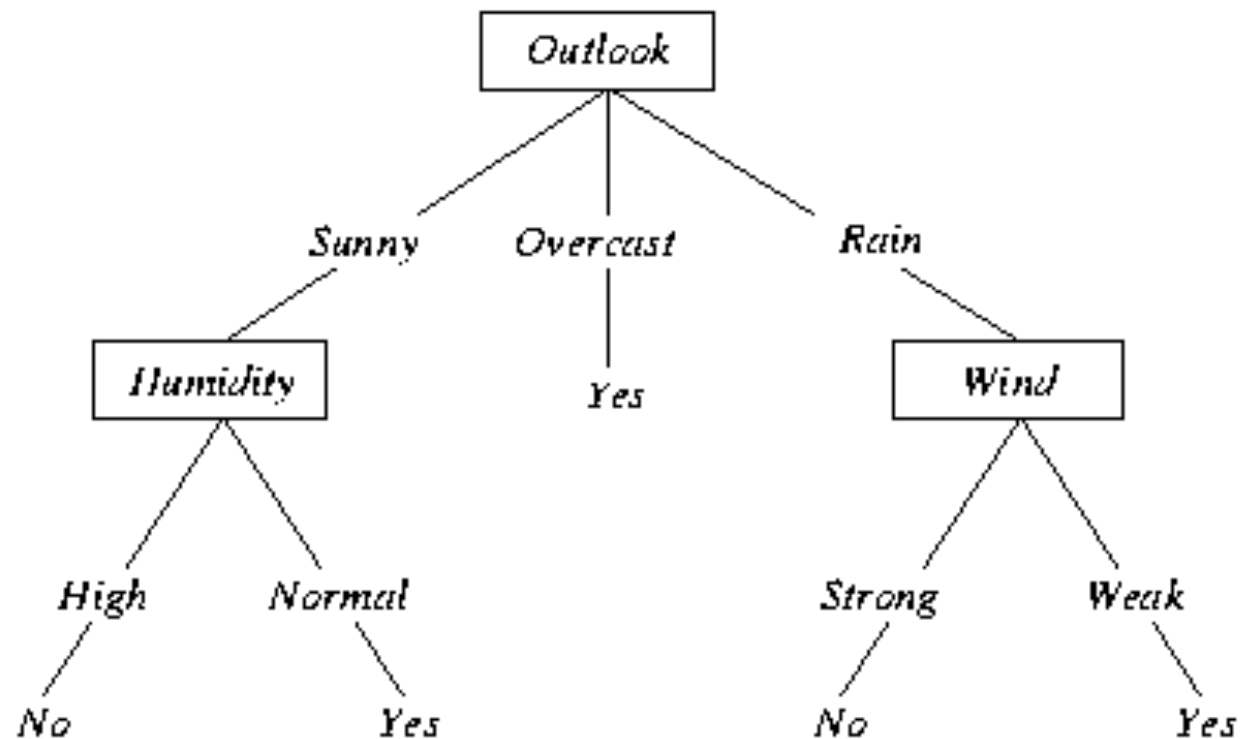 Outlook
Sunny Overcast Rain
Humidity Yes Wind
High Normal Strong Weak
No Yes No Yes